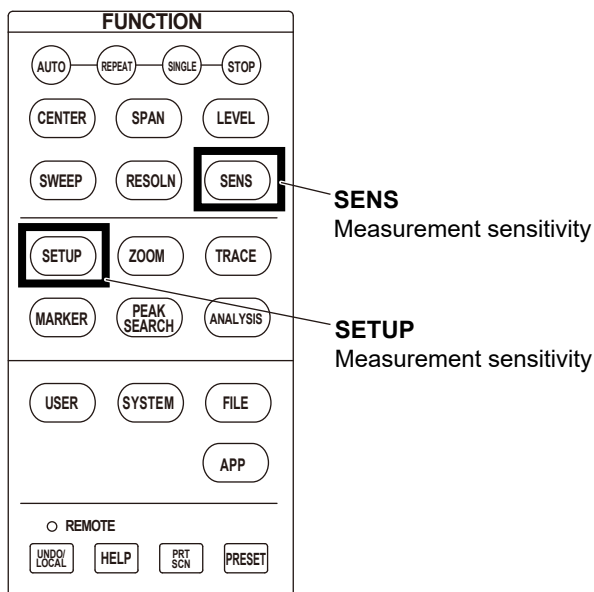 FUNCTION
AUTO REPEAT SINGLE STOP
CENTER SPAN LEVEL
SWEEP RESOLN SENS
SENS
Measurement sensitivity
SETUP ZOOM TRACE
MARKER PEAK SEARCH ANALYSIS
SETUP
Measurement sensitivity
USER SYSTEM FILE
APP
REMOTE
UNDO/LOCAL HELP PRT SCN PRESET